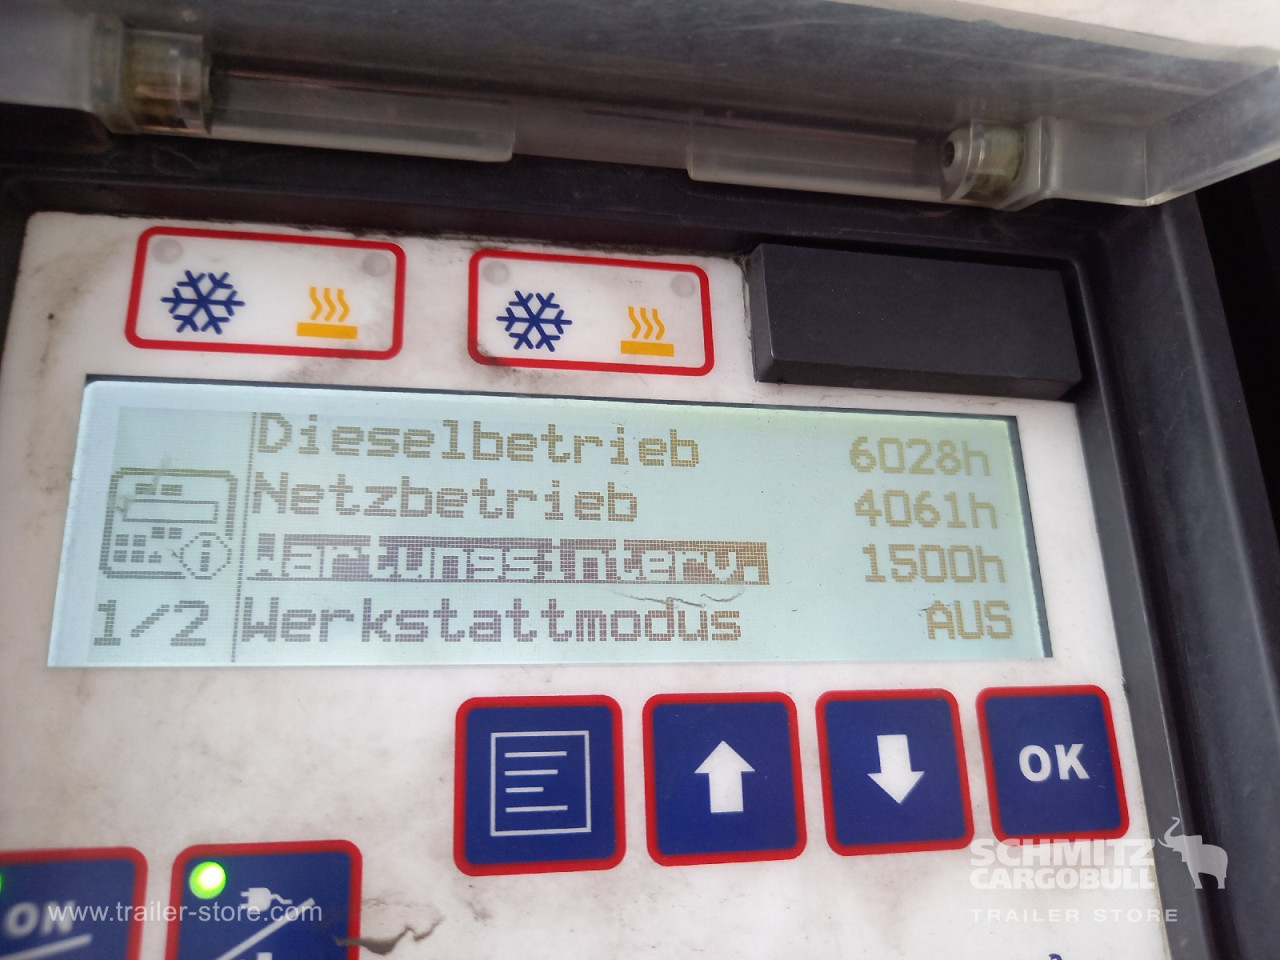 Dieselbetrieb 6028h
Netzbetrieb 4061h
Wartungsinterv. 1500h
1/2 Werkstattmodus AUS
OK
ON
www.trailer-store.com
SCHMITZ
CARGOBULL
TRAILER STORE